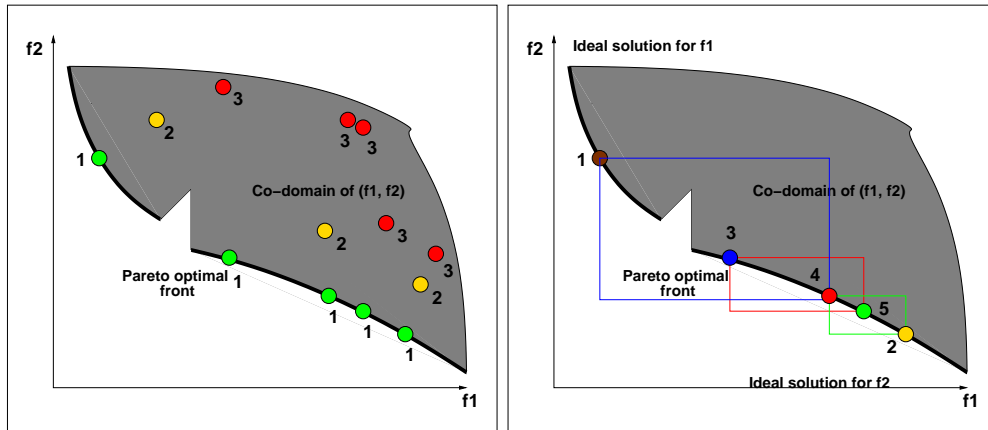 f2
3
2
3
3
1
Co−domain of (f1, f2)
2
3
3
Pareto optimal
front
1
2
1
1
1
f1
f2
Ideal solution for f1
1
Co−domain of (f1, f2)
3
Pareto optimal
front
4
5
2
Ideal solution for f2
f1